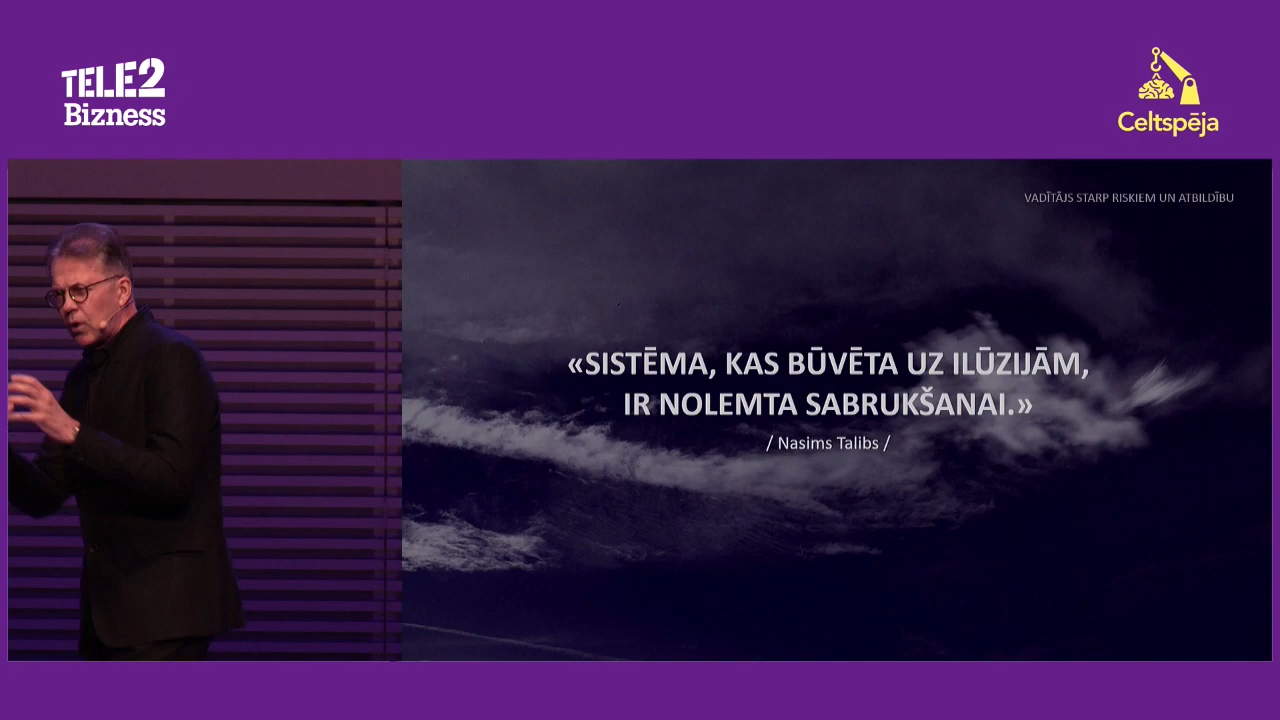 TELE2
Bizness
Celtspēja
VADĪTĀJS STARP RISKIEM UN ATBILDĪBU
«SISTĒMA, KAS BŪVĒTA UZ ILŪZIJĀM,
IR NOLEMTA SABRUKŠANAI.»
/ Nasims Talibs /